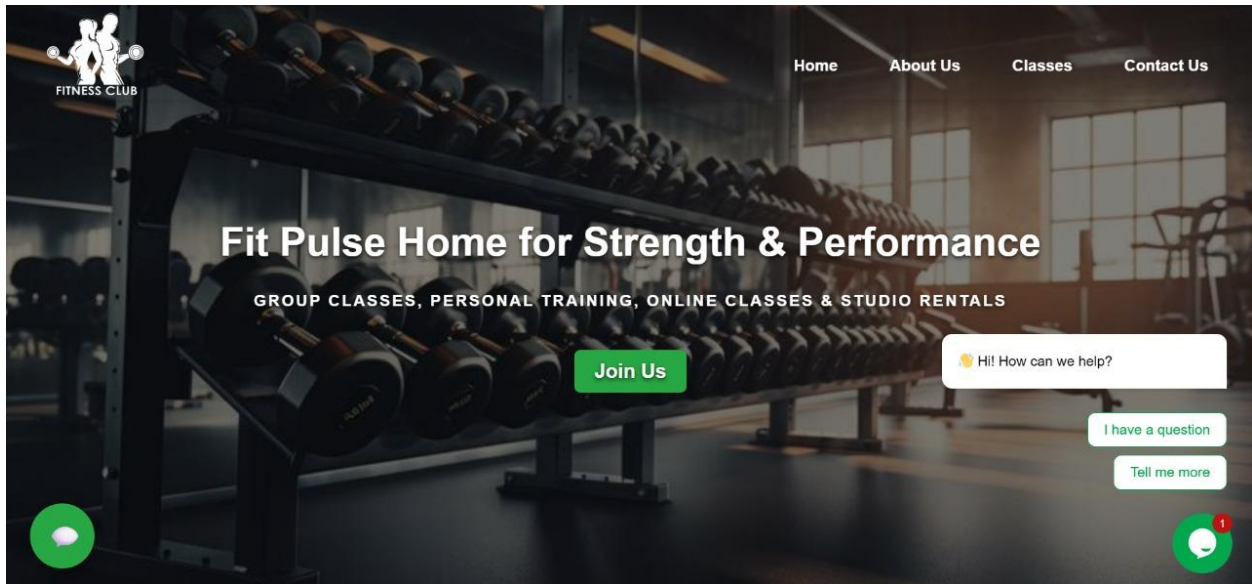 FITNESS CLUB
Home About Us Classes Contact Us
Fit Pulse Home for Strength & Performance
GROUP CLASSES, PERSONAL TRAINING, ONLINE CLASSES & STUDIO RENTALS
Join Us
👋 Hi! How can we help?
I have a question
Tell me more
1